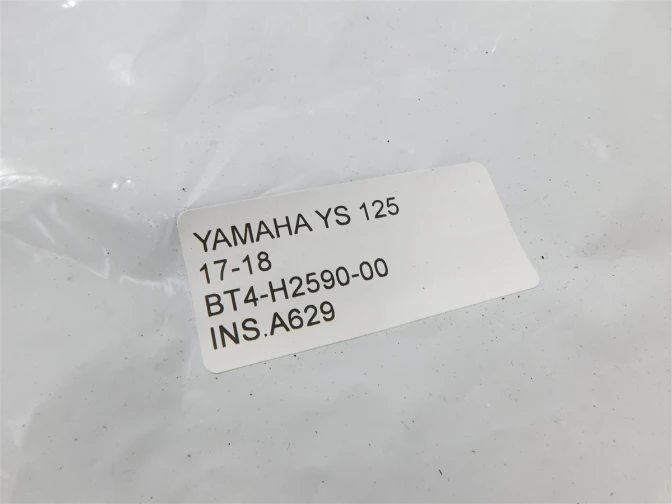 YAMAHA YS 125
17-18
BT4-H2590-00
INS.A629